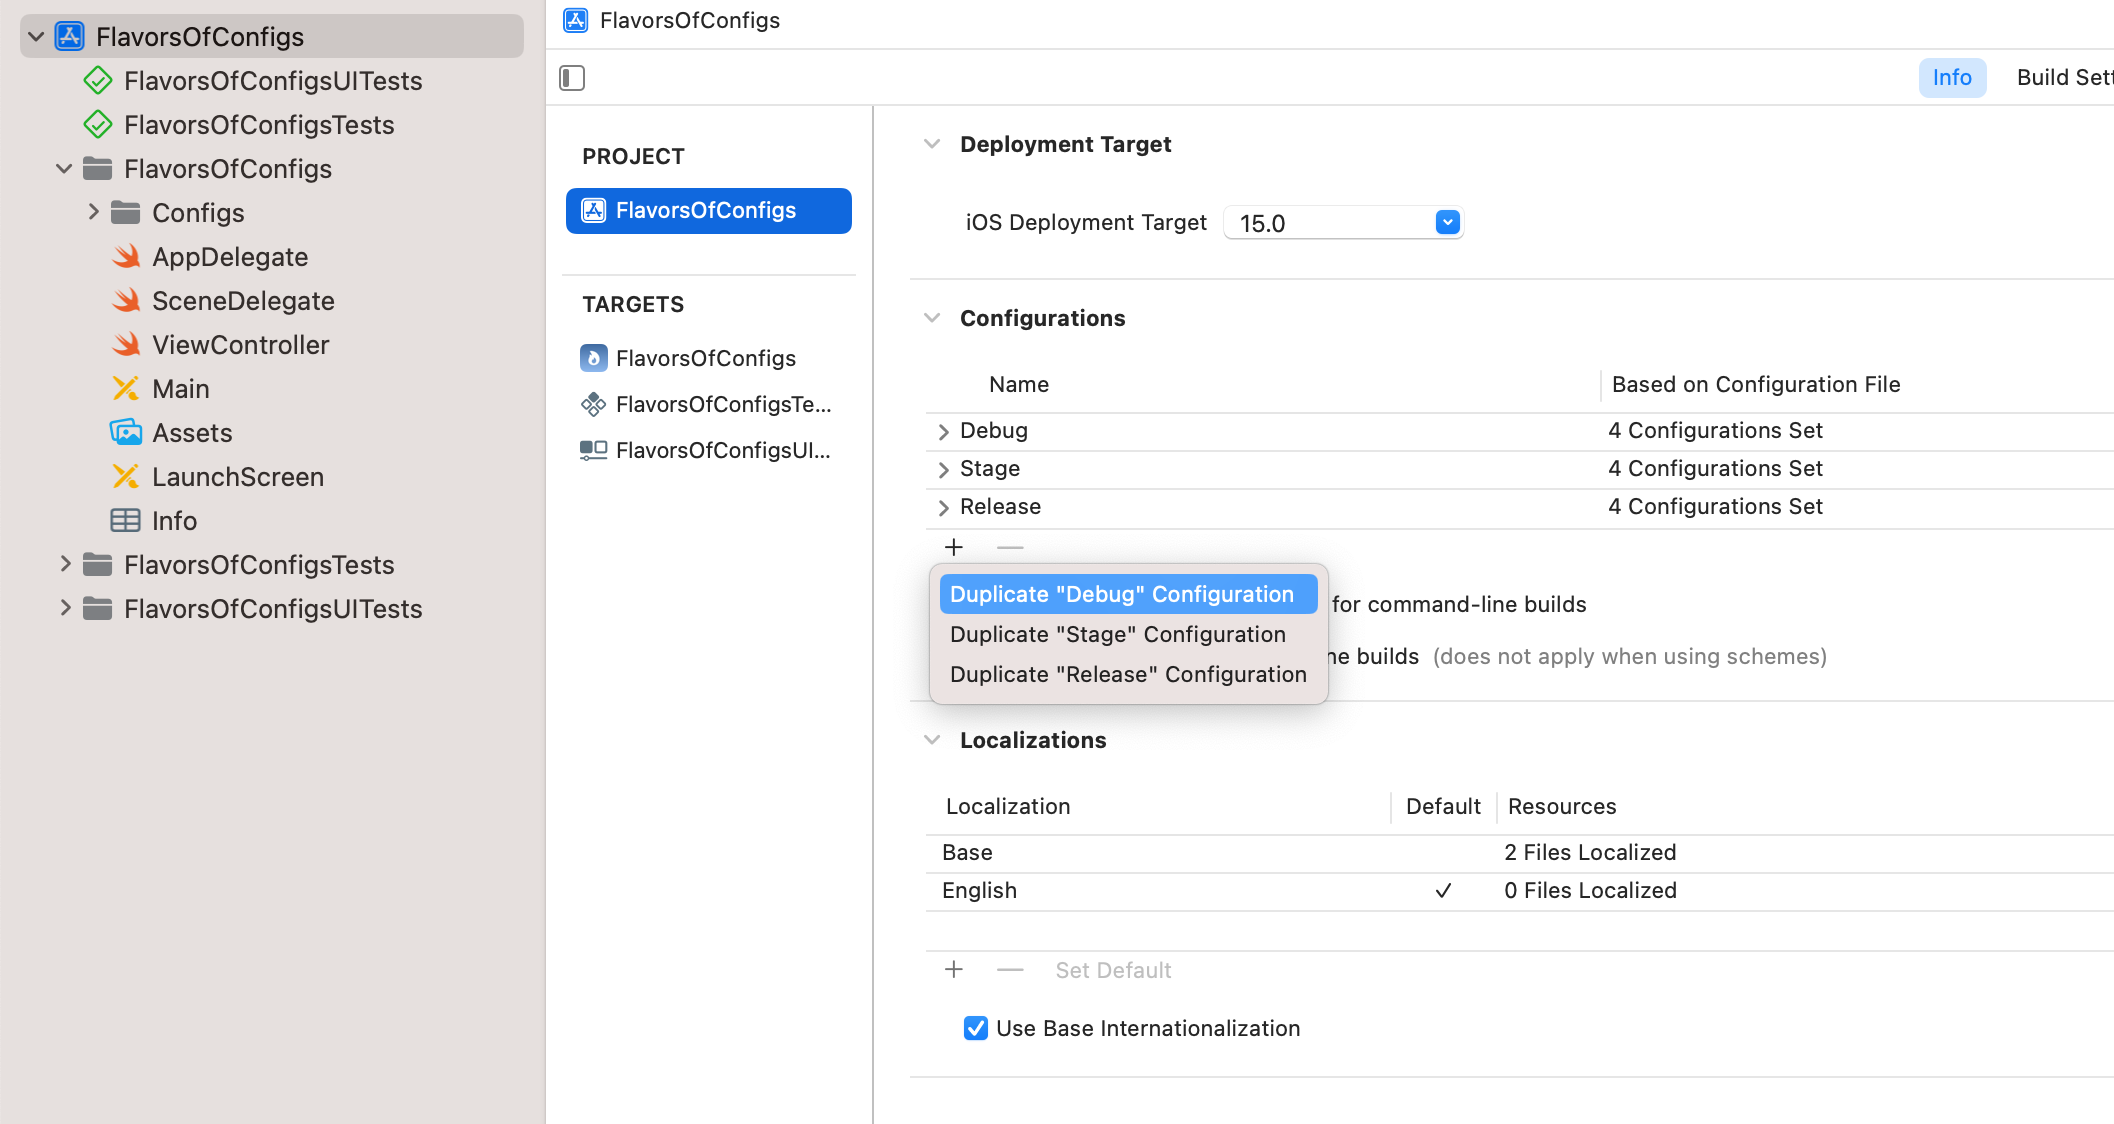 FlavorsOfConfigs
FlavorsOfConfigsUITests
FlavorsOfConfigsTests
FlavorsOfConfigs
Configs
AppDelegate
SceneDelegate
ViewController
Main
Assets
LaunchScreen
Info
FlavorsOfConfigsTests
FlavorsOfConfigsUITests
FlavorsOfConfigs
Info
Build Sett
PROJECT
FlavorsOfConfigs
TARGETS
FlavorsOfConfigs
FlavorsOfConfigsTe...
FlavorsOfConfigsUI...
Deployment Target
iOS Deployment Target 15.0
Configurations
Name Based on Configuration File
Debug 4 Configurations Set
Stage 4 Configurations Set
Release 4 Configurations Set
Duplicate "Debug" Configuration
Duplicate "Stage" Configuration
Duplicate "Release" Configuration
for command-line builds
ne builds (does not apply when using schemes)
Localizations
Localization Default Resources
Base 2 Files Localized
English 0 Files Localized
Set Default
Use Base Internationalization